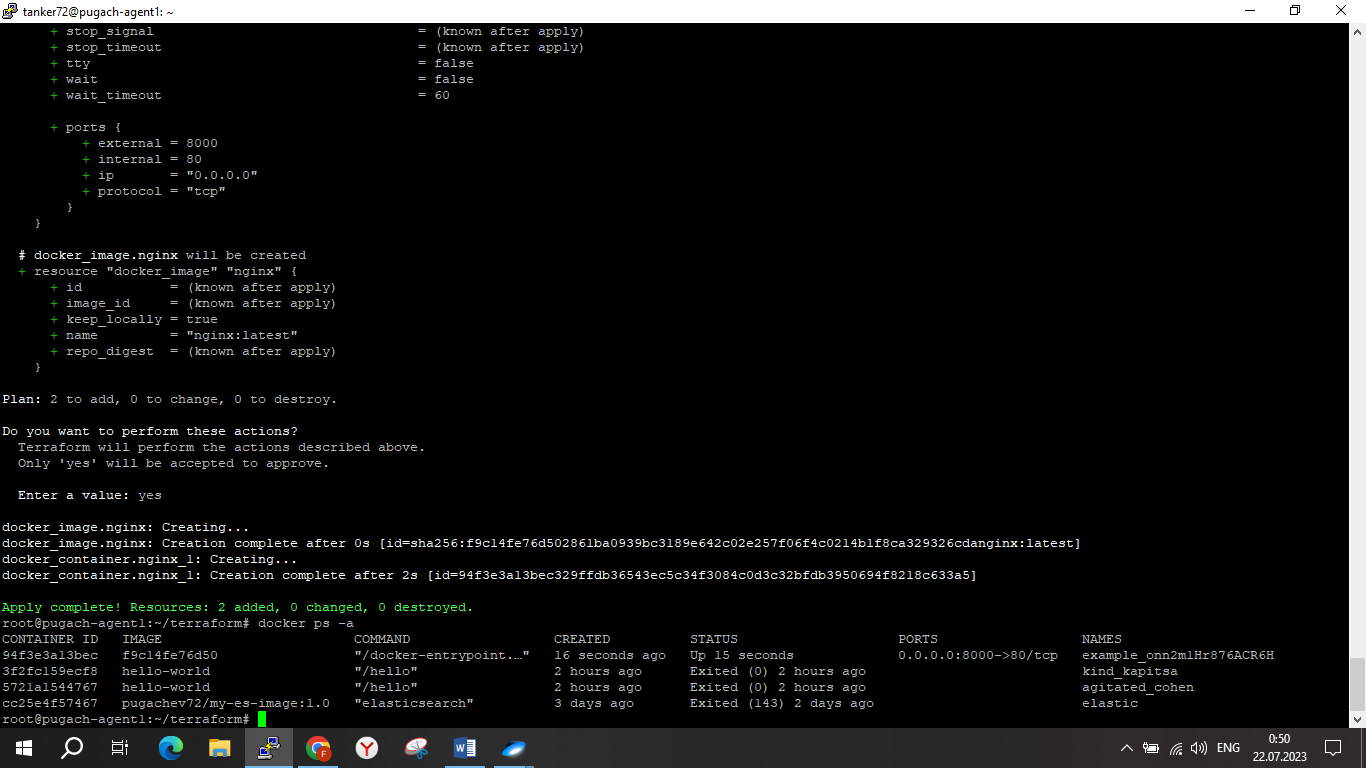 tanker72@pugach-agent1: ~
      + stop_signal                                 = (known after apply)
      + stop_timeout                                = (known after apply)
      + tty                                         = false
      + wait                                        = false
      + wait_timeout                                = 60
      + ports {
          + external = 8000
          + internal = 80
          + ip       = "0.0.0.0"
          + protocol = "tcp"
        }
    }
  # docker_image.nginx will be created
  + resource "docker_image" "nginx" {
      + id           = (known after apply)
      + image_id     = (known after apply)
      + keep_locally = true
      + name         = "nginx:latest"
      + repo_digest  = (known after apply)
    }
Plan: 2 to add, 0 to change, 0 to destroy.
Do you want to perform these actions?
  Terraform will perform the actions described above.
  Only 'yes' will be accepted to approve.
  Enter a value: yes
docker_image.nginx: Creating...
docker_image.nginx: Creation complete after 0s [id=sha256:f9c14fe76d502861ba0939bc3189e642c02e257f06f4c0214b1f8ca329326cdanginx:latest]
docker_container.nginx_1: Creating...
docker_container.nginx_1: Creation complete after 2s [id=94f3e3a13bec329ffdb36543ec5c34f3084c0d3c32bfdb3950694f8218c633a5]
Apply complete! Resources: 2 added, 0 changed, 0 destroyed.
root@pugach-agent1:~/terraform# docker ps -a
CONTAINER ID   IMAGE                        COMMAND                  CREATED          STATUS                    PORTS                  NAMES
94f3e3a13bec   f9c14fe76d50                 "/docker-entrypoint.…"   16 seconds ago   Up 15 seconds             0.0.0.0:8000->80/tcp   example_onn2mlHr876ACR6H
3f2fc159ecf8   hello-world                  "/hello"                 2 hours ago      Exited (0) 2 hours ago                           kind_kapitsa
5721a1544767   hello-world                  "/hello"                 2 hours ago      Exited (0) 2 hours ago                           agitated_cohen
cc25e4f57467   pugachev72/my-es-image:1.0   "elasticsearch"          3 days ago       Exited (143) 2 days ago                          elastic
root@pugach-agent1:~/terraform#
ENG
0:50
22.07.2023